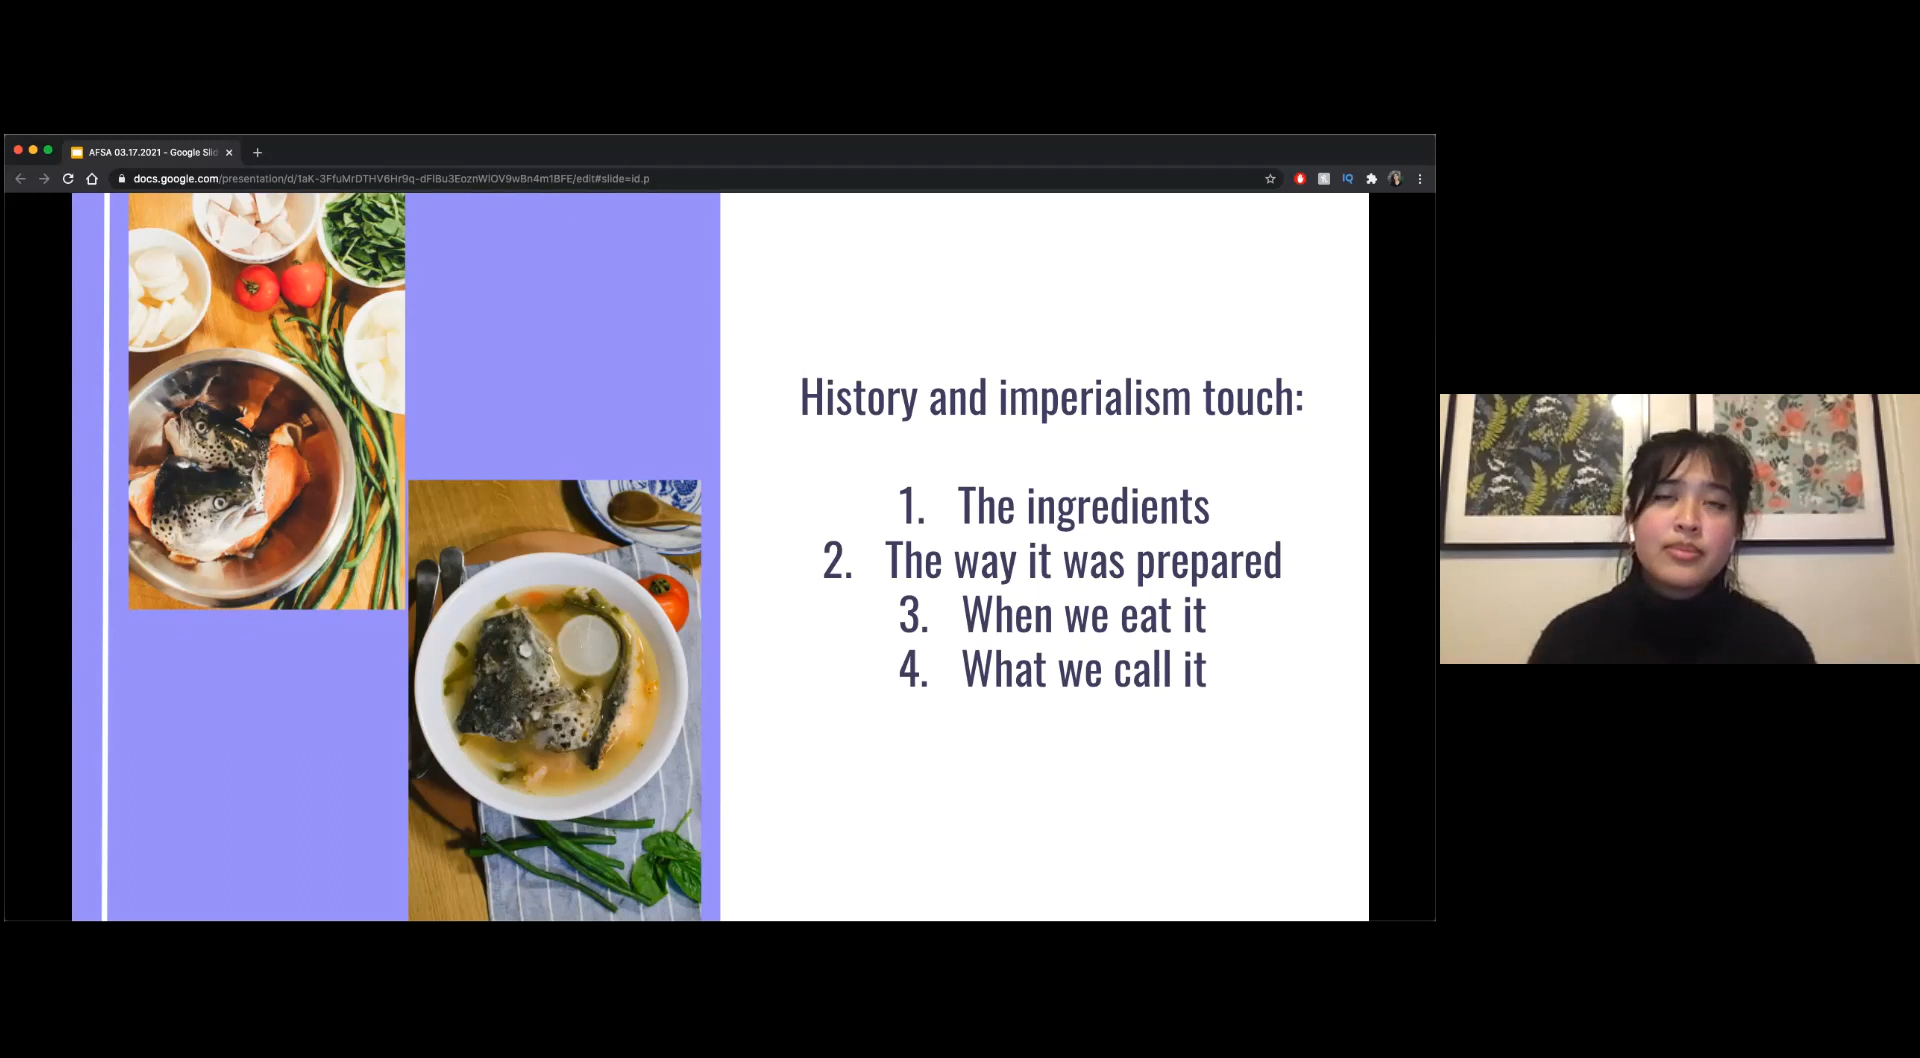 AFSA 03.17.2021 - Google Slid
docs.google.com/presentation/d/1aK-3FfuMrDTHV6Hr9q-dFlBu3EoznWlOV9wBn4m1BFE/edit#slide=id.p
IQ
History and imperialism touch:
1. The ingredients
2. The way it was prepared
3. When we eat it
4. What we call it